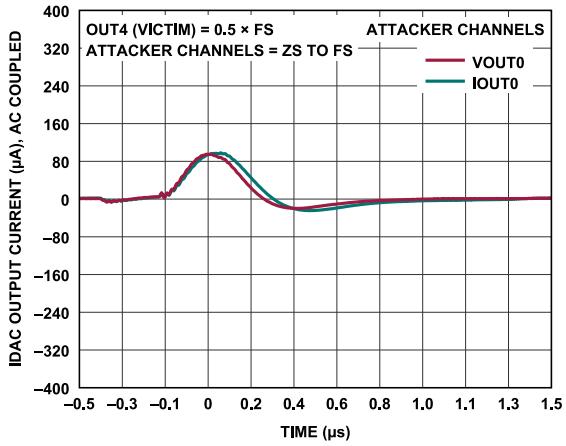 OUT4 (VICTIM) = 0.5 × FS
ATTACKER CHANNELS = ZS TO FS
ATTACKER CHANNELS
VOUT0
IOUT0
IDAC OUTPUT CURRENT (µA), AC COUPLED
400
320
240
160
80
0
–80
–160
–240
–320
–400
–0.5 –0.3 –0.1 0 0.2 0.4 0.6 0.8 1.0 1.1 1.3 1.5
TIME (µs)